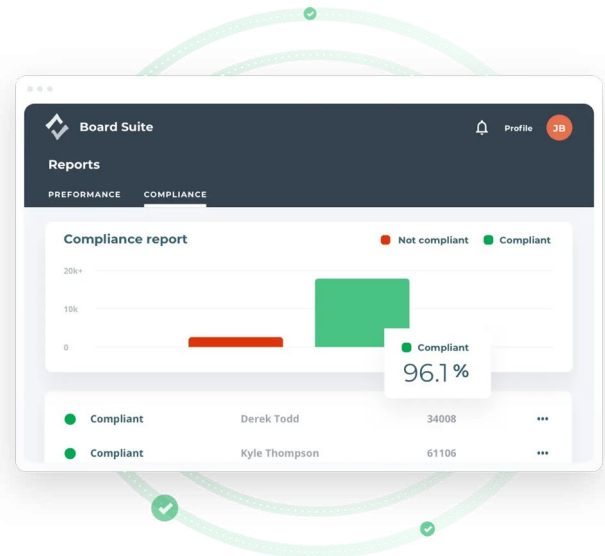 Board Suite
Profile JB
Reports
PREFORMANCE COMPLIANCE
Compliance report
Not compliant Compliant
20k+
10k
0
Compliant
96.1 %
Compliant Derek Todd 34008 •••
Compliant Kyle Thompson 61106 •••